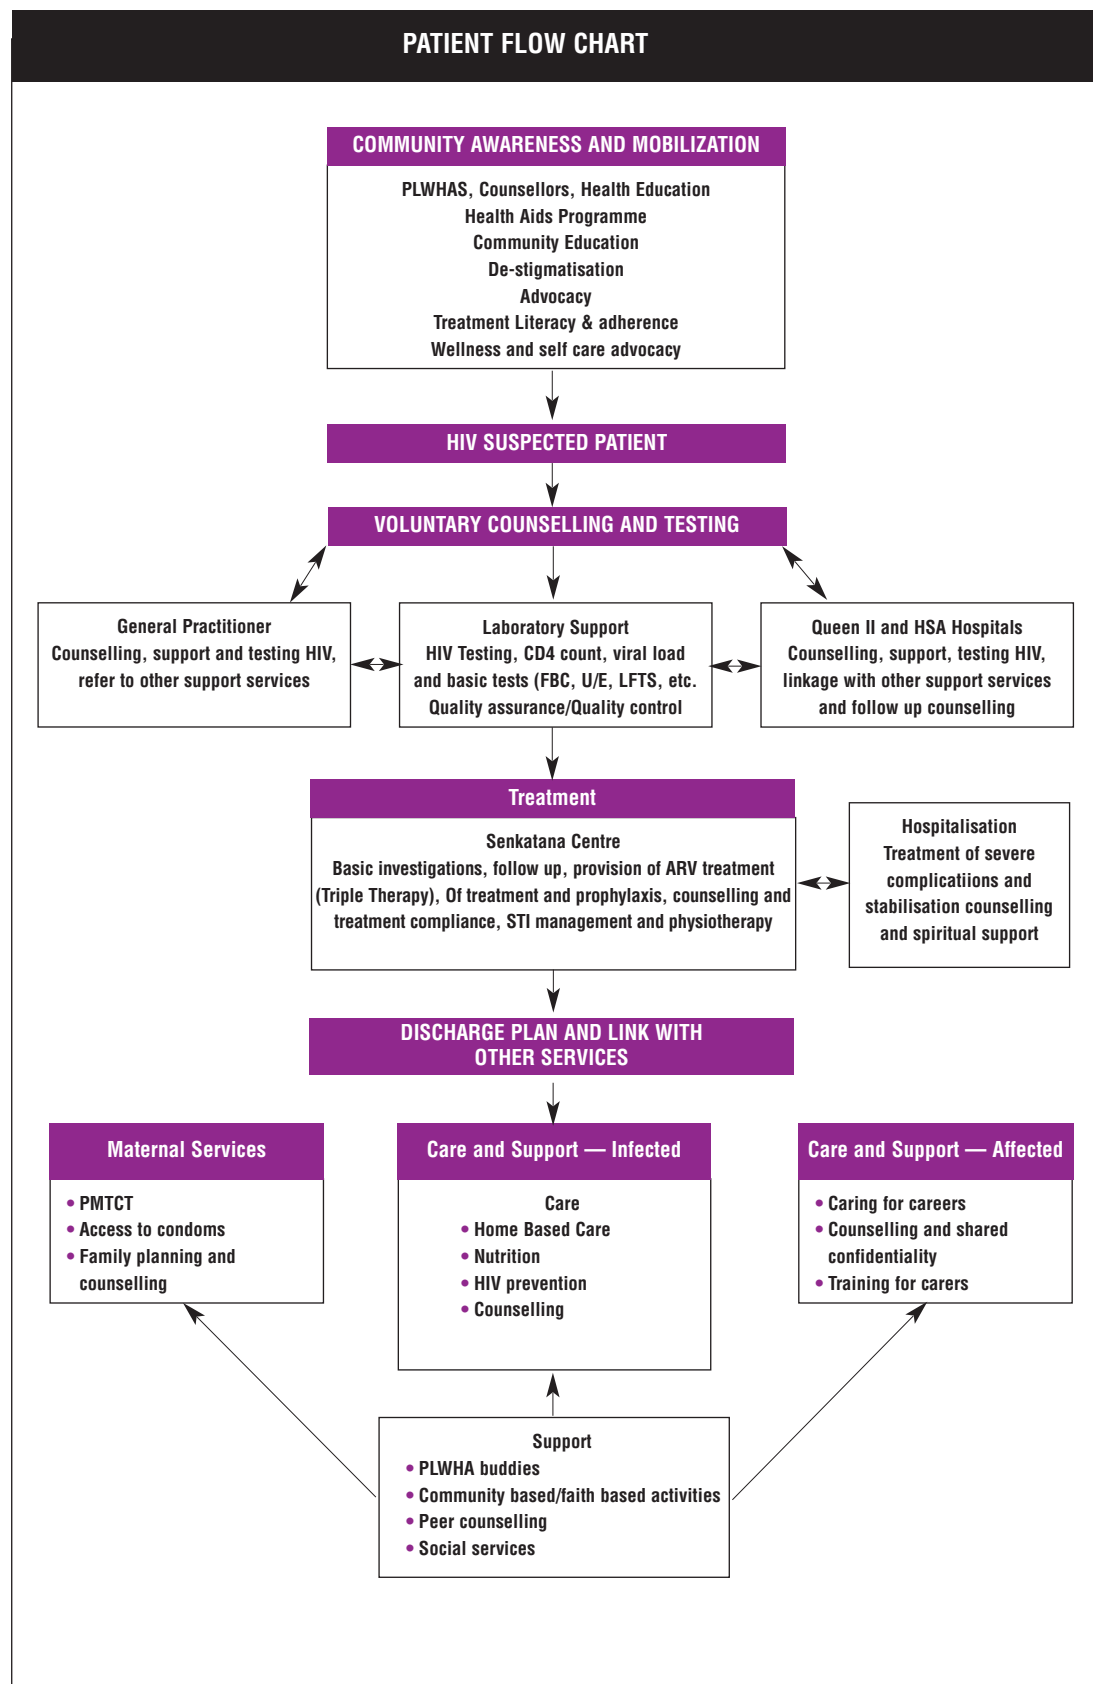 PATIENT FLOW CHART
COMMUNITY AWARENESS AND MOBILIZATION
PLWHAS, Counsellors, Health Education
Health Aids Programme
Community Education
De-stigmatisation
Advocacy
Treatment Literacy & adherence
Wellness and self care advocacy
HIV SUSPECTED PATIENT
VOLUNTARY COUNSELLING AND TESTING
General Practitioner
Counselling, support and testing HIV,
refer to other support services
Laboratory Support
HIV Testing, CD4 count, viral load
and basic tests (FBC, U/E, LFTS, etc.
Quality assurance/Quality control
Queen II and HSA Hospitals
Counselling, support, testing HIV,
linkage with other support services
and follow up counselling
Treatment
Senkatana Centre
Basic investigations, follow up, provision of ARV treatment
(Triple Therapy), Of treatment and prophylaxis, counselling and
treatment compliance, STI management and physiotherapy
Hospitalisation
Treatment of severe
complicatiions and
stabilisation counselling
and spiritual support
DISCHARGE PLAN AND LINK WITH
OTHER SERVICES
Maternal Services
• PMTCT
• Access to condoms
• Family planning and
counselling
Care and Support — Infected
Care
• Home Based Care
• Nutrition
• HIV prevention
• Counselling
Care and Support — Affected
• Caring for careers
• Counselling and shared
confidentiality
• Training for carers
Support
• PLWHA buddies
• Community based/faith based activities
• Peer counselling
• Social services